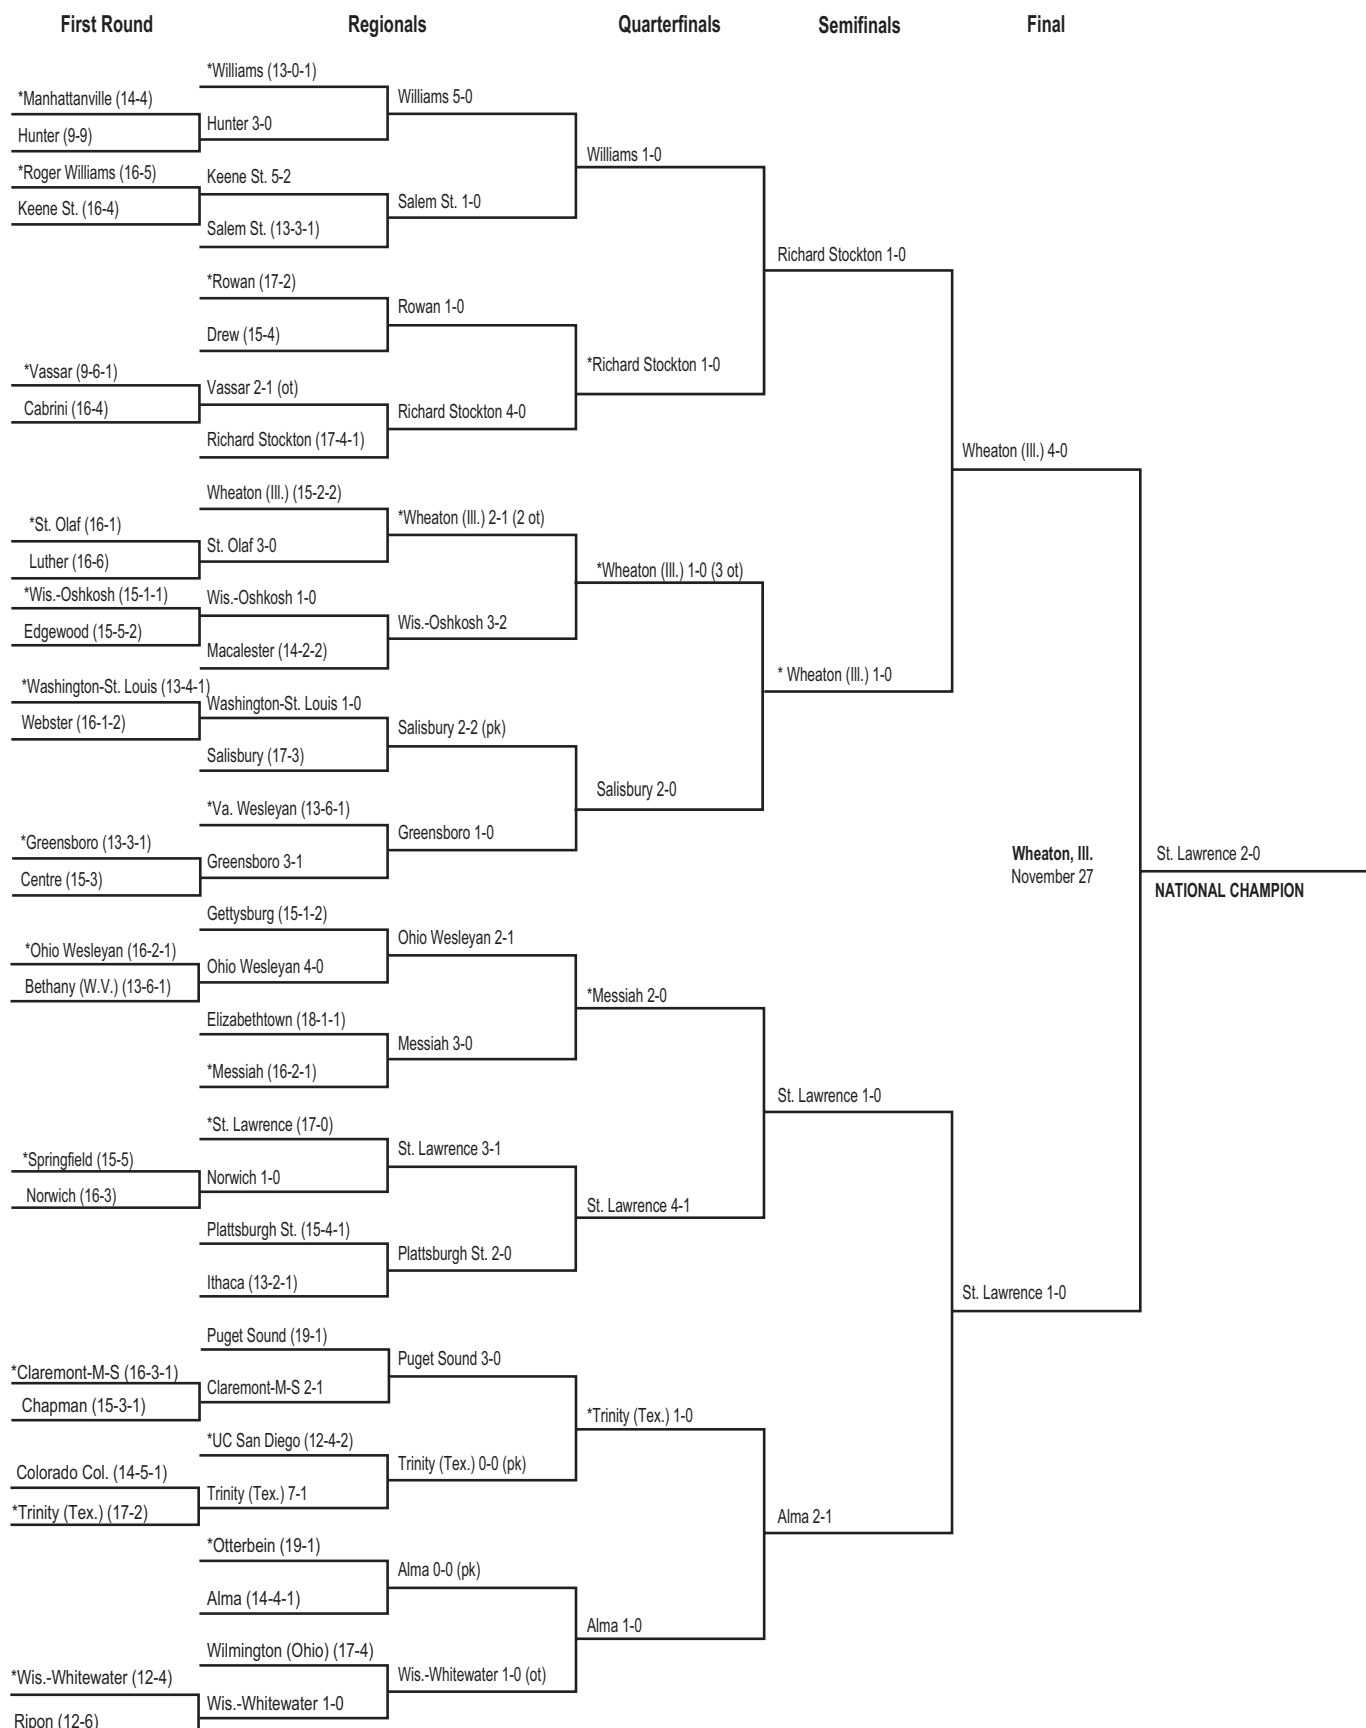 First Round
Regionals
Quarterfinals
Semifinals
Final
*Manhattanville (14-4)
Hunter (9-9)
*Roger Williams (16-5)
Keene St. (16-4)
*Vassar (9-6-1)
Cabrini (16-4)
*St. Olaf (16-1)
Luther (16-6)
*Wis.-Oshkosh (15-1-1)
Edgewood (15-5-2)
*Washington-St. Louis (13-4-1)
Webster (16-1-2)
*Greensboro (13-3-1)
Centre (15-3)
*Ohio Wesleyan (16-2-1)
Bethany (W.V.) (13-6-1)
*Springfield (15-5)
Norwich (16-3)
*Claremont-M-S (16-3-1)
Chapman (15-3-1)
Colorado Col. (14-5-1)
*Trinity (Tex.) (17-2)
*Wis.-Whitewater (12-4)
Ripon (12-6)
*Williams (13-0-1)
Hunter 3-0
Keene St. 5-2
Salem St. (13-3-1)
*Rowan (17-2)
Drew (15-4)
Vassar 2-1 (ot)
Richard Stockton (17-4-1)
Wheaton (Ill.) (15-2-2)
St. Olaf 3-0
Wis.-Oshkosh 1-0
Macalester (14-2-2)
Washington-St. Louis 1-0
Salisbury (17-3)
*Va. Wesleyan (13-6-1)
Greensboro 3-1
Gettysburg (15-1-2)
Ohio Wesleyan 4-0
Elizabethtown (18-1-1)
*Messiah (16-2-1)
*St. Lawrence (17-0)
Norwich 1-0
Plattsburgh St. (15-4-1)
Ithaca (13-2-1)
Puget Sound (19-1)
Claremont-M-S 2-1
*UC San Diego (12-4-2)
Trinity (Tex.) 7-1
*Otterbein (19-1)
Alma (14-4-1)
Wilmington (Ohio) (17-4)
Wis.-Whitewater 1-0
Williams 5-0
Salem St. 1-0
Rowan 1-0
Richard Stockton 4-0
*Wheaton (Ill.) 2-1 (2 ot)
Wis.-Oshkosh 3-2
Salisbury 2-2 (pk)
Greensboro 1-0
Ohio Wesleyan 2-1
Messiah 3-0
St. Lawrence 3-1
Plattsburgh St. 2-0
Puget Sound 3-0
Trinity (Tex.) 0-0 (pk)
Alma 0-0 (pk)
Wis.-Whitewater 1-0 (ot)
Williams 1-0
*Richard Stockton 1-0
*Wheaton (Ill.) 1-0 (3 ot)
Salisbury 2-0
*Messiah 2-0
St. Lawrence 4-1
*Trinity (Tex.) 1-0
Alma 1-0
Richard Stockton 1-0
* Wheaton (Ill.) 1-0
St. Lawrence 1-0
Alma 2-1
Wheaton (Ill.) 4-0
St. Lawrence 1-0
Wheaton, Ill.
November 27
St. Lawrence 2-0
NATIONAL CHAMPION